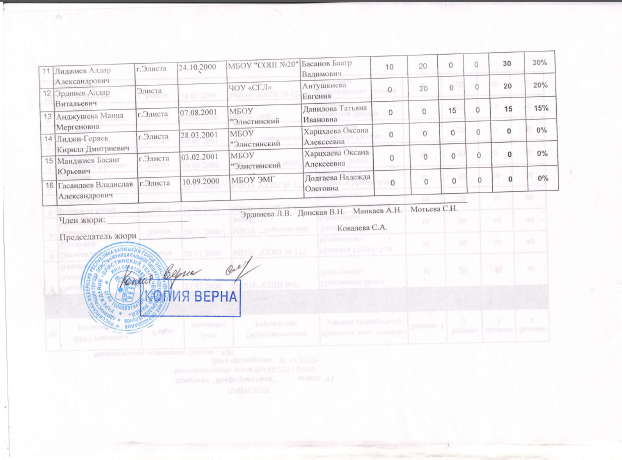 11 Лиджиев Алдар г.Элиста 24.10.2000 МБОУ "СОШ №20" Басанов Баатр 10 20 0 0 30 30%
Александрович Вадимович
12 Эрдниев Алдар Элиста ЧОУ «СГЛ» Антушкиева 0 20 0 0 20 20%
Витальевич Евгения
13 Анджушева Манца г.Элиста 07.08.2001 МБОУ Данилова Татьяна 0 0 15 0 15 15%
Мергеновна "Элистинский Ивановна
14 Лиджи-Горяев г.Элиста 28.03.2001 МБОУ Харцхаева Оксана 0 0 0 0 0 0%
Кирилл Дмитриевич "Элистинский Алексеевна
15 Манджиев Басанг г.Элиста 03.02.2001 МБОУ Харцхаева Оксана 0 0 0 0 0 0%
Юрьевич "Элистинский Алексеевна
16 Гасандаев Владислав г.Элиста 10.09.2000 МБОУ ЭМГ Додгаева Надежда 0 0 0 0 0 0%
Александрович Олеговна
Эрдниева Л.В. Донская В.Н. Манкаев А.Н. Мотьева С.Н.
Член жюри:
Ковалева С.А.
Председатель жюри
Копия Верна
КОПИЯ ВЕРНА